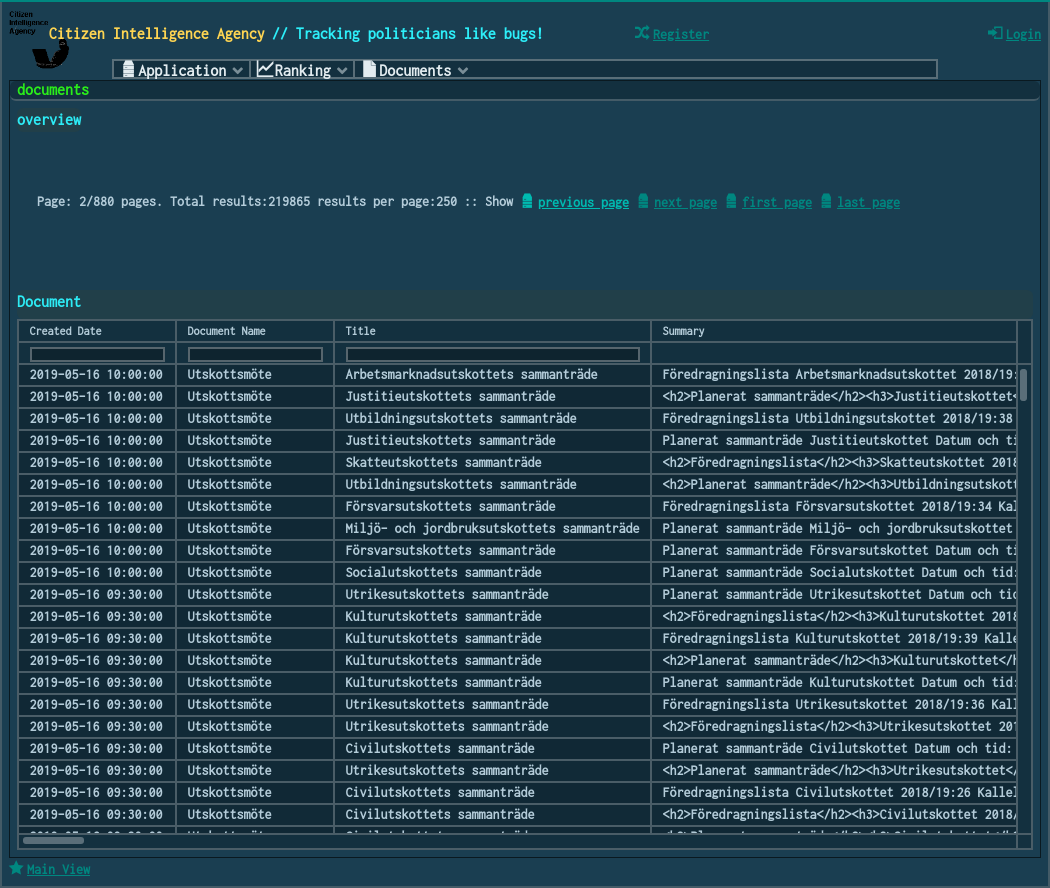 Citizen
Intelligence
Agency
Citizen Intelligence Agency // Tracking politicians like bugs!
Register
Login
Application Ranking Documents
documents
overview
Page: 2/880 pages. Total results:219865 results per page:250 :: Show previous page next page first page last page
Document
Created Date Document Name Title Summary
2019-05-16 10:00:00 Utskottsmöte Arbetsmarknadsutskottets sammanträde Föredragningslista Arbetsmarknadsutskottet 2018/19:
2019-05-16 10:00:00 Utskottsmöte Justitieutskottets sammanträde <h2>Planerat sammanträde</h2><h3>Justitieutskottet<
2019-05-16 10:00:00 Utskottsmöte Utbildningsutskottets sammanträde Föredragningslista Utbildningsutskottet 2018/19:38
2019-05-16 10:00:00 Utskottsmöte Justitieutskottets sammanträde Planerat sammanträde Justitieutskottet Datum och ti
2019-05-16 10:00:00 Utskottsmöte Skatteutskottets sammanträde <h2>Föredragningslista</h2><h3>Skatteutskottet 2018
2019-05-16 10:00:00 Utskottsmöte Utbildningsutskottets sammanträde <h2>Planerat sammanträde</h2><h3>Utbildningsutskott
2019-05-16 10:00:00 Utskottsmöte Försvarsutskottets sammanträde Föredragningslista Försvarsutskottet 2018/19:34 Kal
2019-05-16 10:00:00 Utskottsmöte Miljö- och jordbruksutskottets sammanträde Planerat sammanträde Miljö- och jordbruksutskottet
2019-05-16 10:00:00 Utskottsmöte Försvarsutskottets sammanträde Planerat sammanträde Försvarsutskottet Datum och ti
2019-05-16 10:00:00 Utskottsmöte Socialutskottets sammanträde Planerat sammanträde Socialutskottet Datum och tid:
2019-05-16 09:30:00 Utskottsmöte Utrikesutskottets sammanträde Planerat sammanträde Utrikesutskottet Datum och tid
2019-05-16 09:30:00 Utskottsmöte Kulturutskottets sammanträde <h2>Föredragningslista</h2><h3>Kulturutskottet 2018
2019-05-16 09:30:00 Utskottsmöte Kulturutskottets sammanträde Föredragningslista Kulturutskottet 2018/19:39 Kalle
2019-05-16 09:30:00 Utskottsmöte Kulturutskottets sammanträde <h2>Planerat sammanträde</h2><h3>Kulturutskottet</h
2019-05-16 09:30:00 Utskottsmöte Kulturutskottets sammanträde Planerat sammanträde Kulturutskottet Datum och tid:
2019-05-16 09:30:00 Utskottsmöte Utrikesutskottets sammanträde Föredragningslista Utrikesutskottet 2018/19:36 Kall
2019-05-16 09:30:00 Utskottsmöte Utrikesutskottets sammanträde <h2>Föredragningslista</h2><h3>Utrikesutskottet 201
2019-05-16 09:30:00 Utskottsmöte Civilutskottets sammanträde Planerat sammanträde Civilutskottet Datum och tid:
2019-05-16 09:30:00 Utskottsmöte Utrikesutskottets sammanträde <h2>Planerat sammanträde</h2><h3>Utrikesutskottet</
2019-05-16 09:30:00 Utskottsmöte Civilutskottets sammanträde Föredragningslista Civilutskottet 2018/19:26 Kallel
2019-05-16 09:30:00 Utskottsmöte Civilutskottets sammanträde <h2>Föredragningslista</h2><h3>Civilutskottet 2018/
Main View